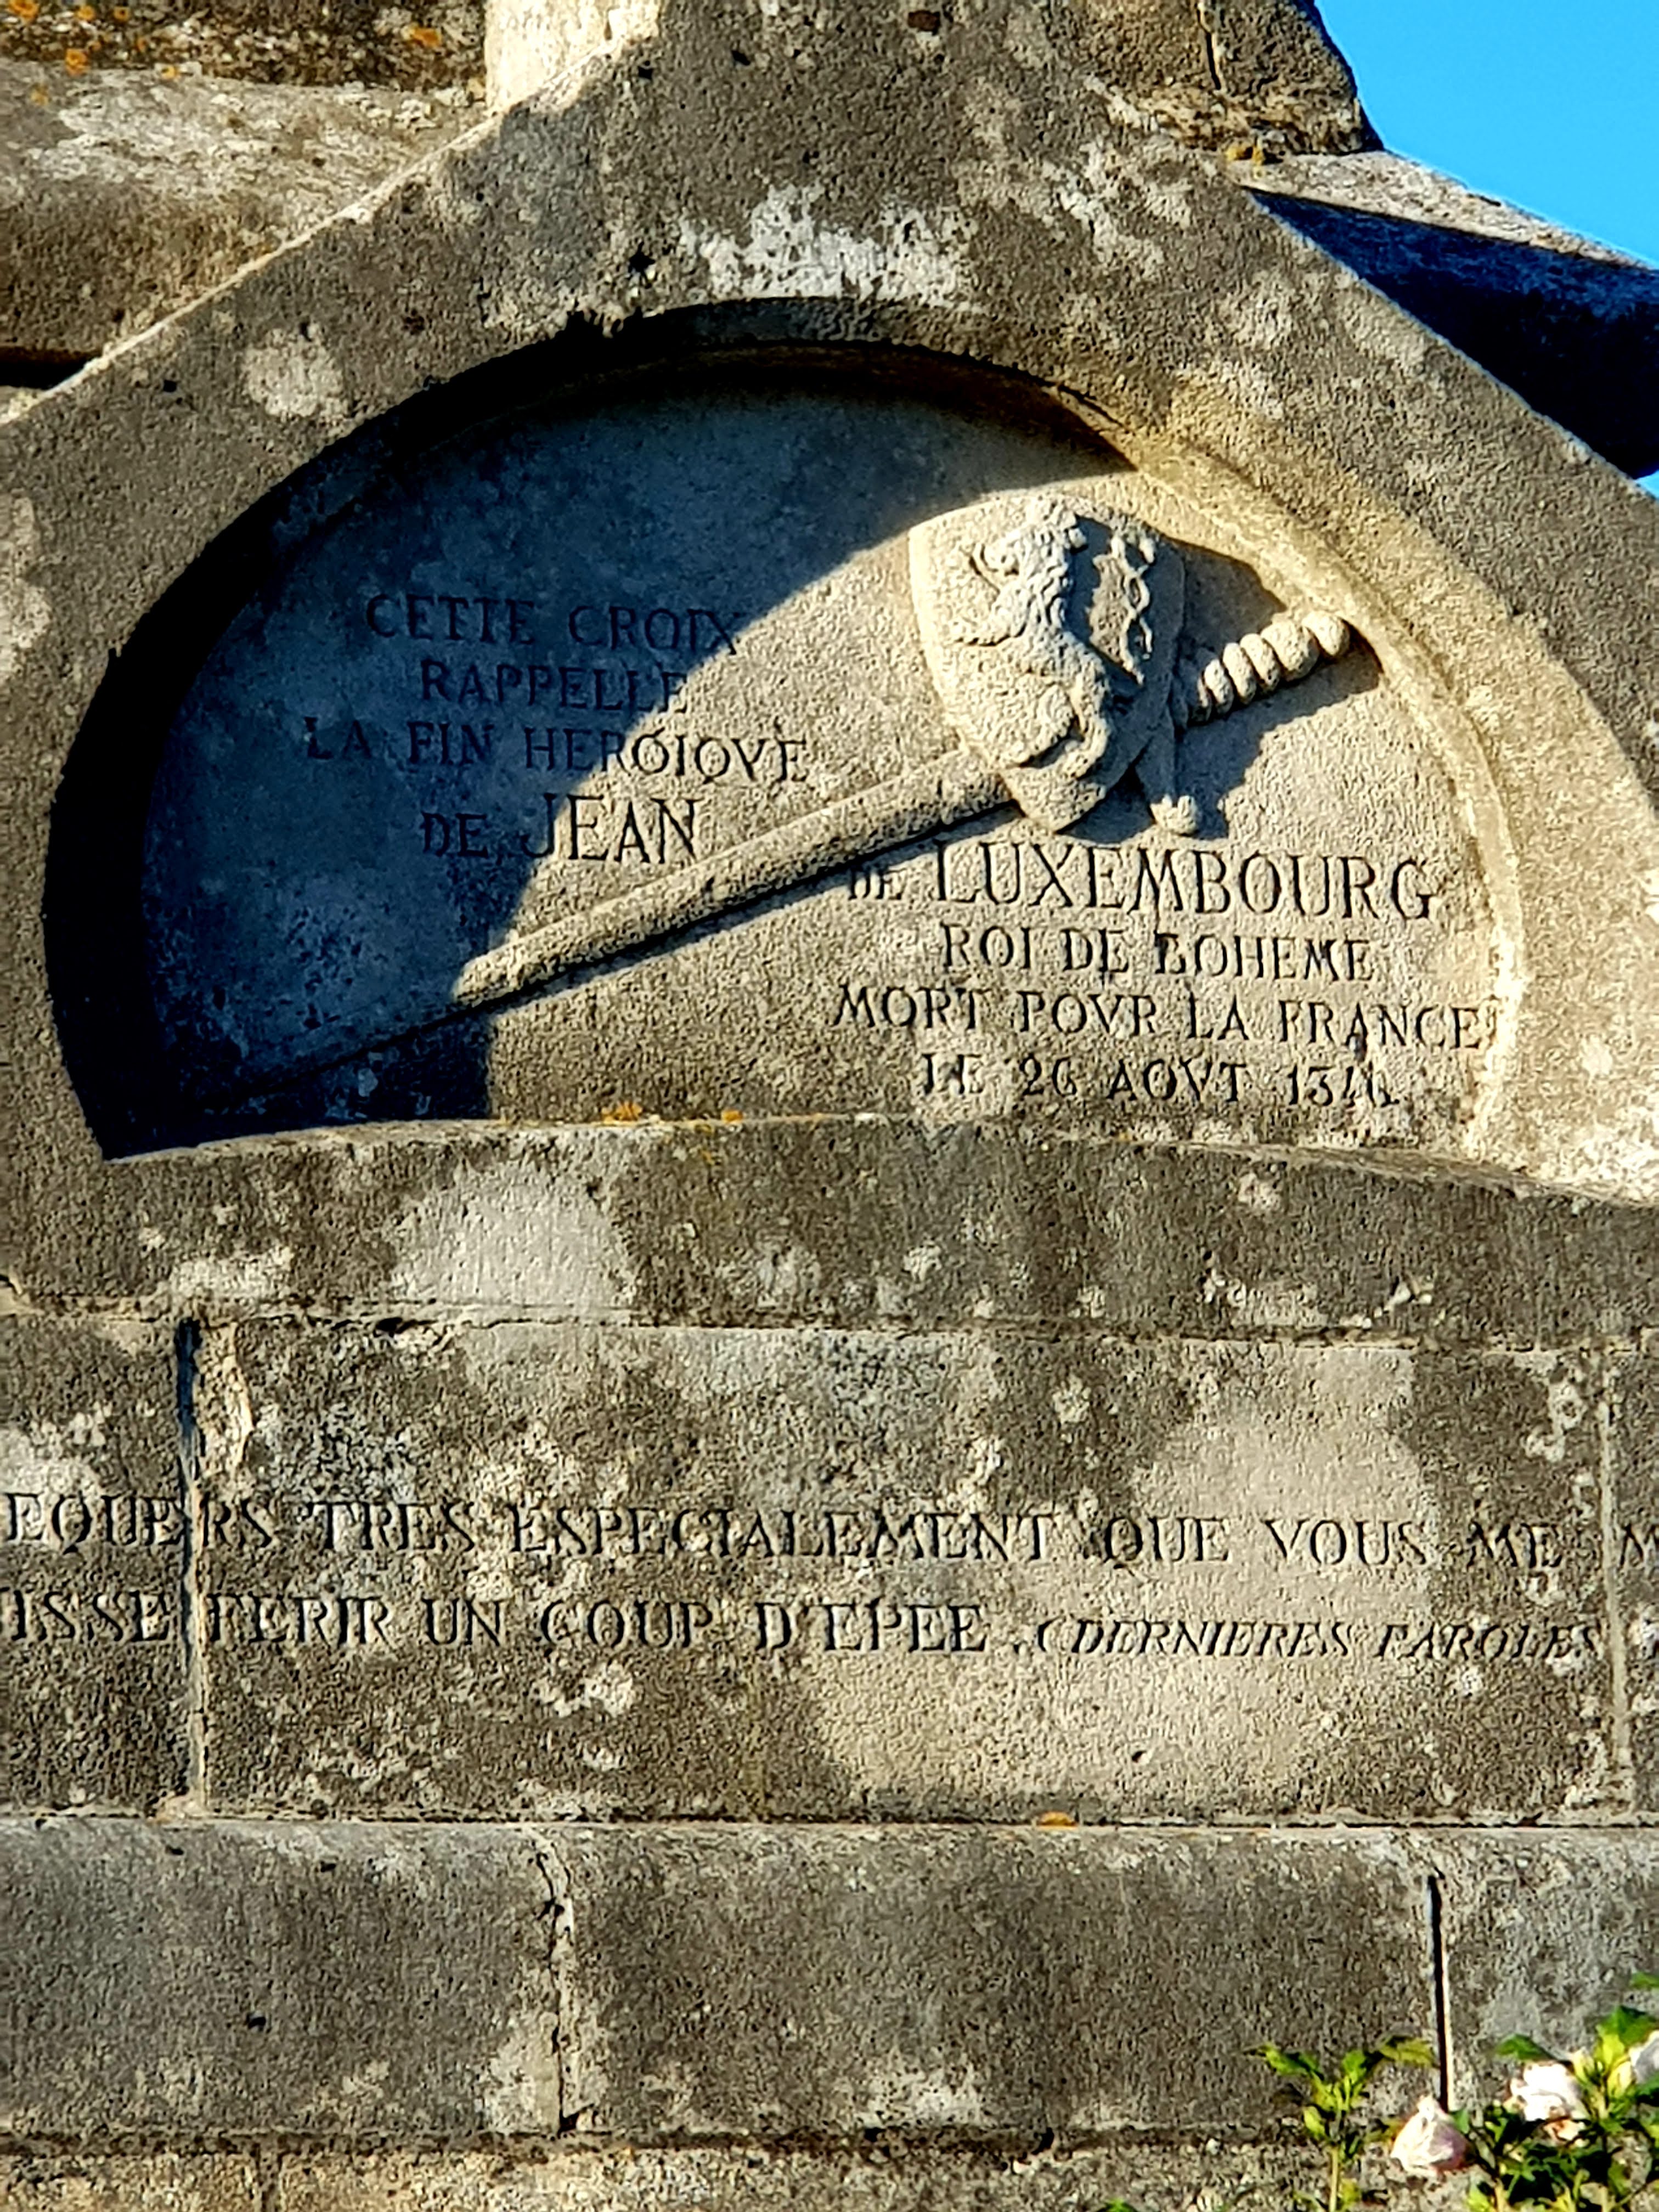 CETTE CROIX
RAPPELLE
LA FIN HEROIQVE
DE JEAN
DE LUXEMBOURG
ROI DE BOHEME
MORT POVR LA FRANCE
LE 26 AOVT 1346
EQUERS TRES ESPECIALEMENT QUE VOUS ME M
ISSE FERIR UN COUP D'EPEE . (DERNIERES PAROLES